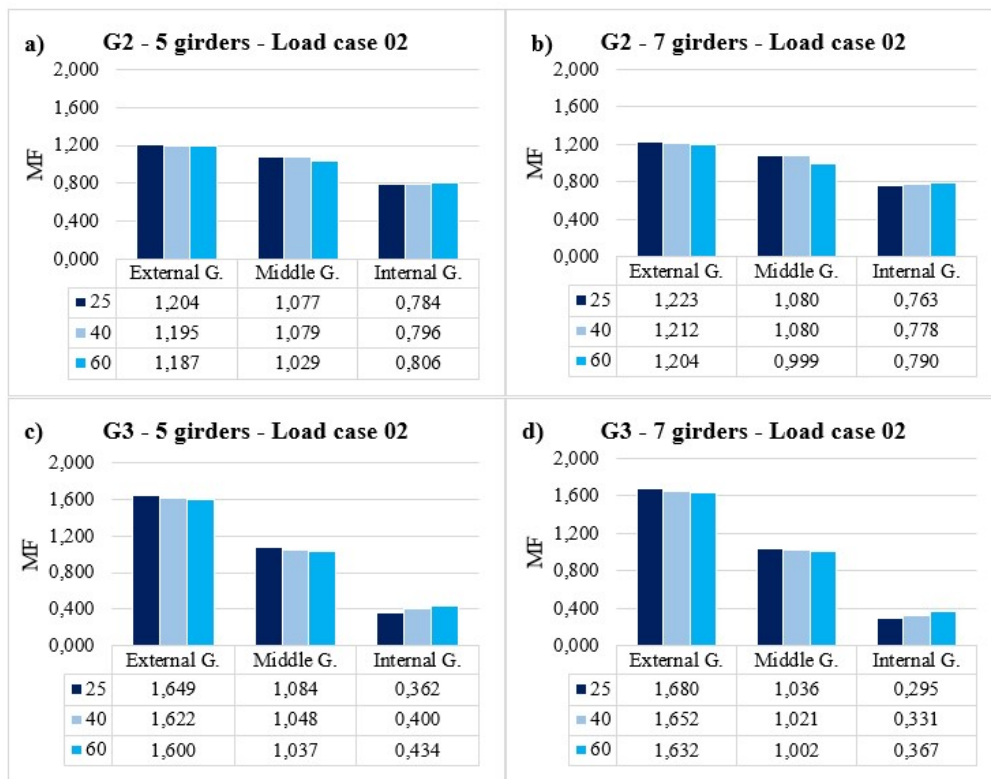 a) G2 - 5 girders - Load case 02
MF
2,000
1,600
1,200
0,800
0,400
0,000
External G. Middle G. Internal G.
25 1,204 1,077 0,784
40 1,195 1,079 0,796
60 1,187 1,029 0,806
b) G2 - 7 girders - Load case 02
MF
2,000
1,600
1,200
0,800
0,400
0,000
External G. Middle G. Internal G.
25 1,223 1,080 0,763
40 1,212 1,080 0,778
60 1,204 0,999 0,790
c) G3 - 5 girders - Load case 02
MF
2,000
1,600
1,200
0,800
0,400
0,000
External G. Middle G. Internal G.
25 1,649 1,084 0,362
40 1,622 1,048 0,400
60 1,600 1,037 0,434
d) G3 - 7 girders - Load case 02
MF
2,000
1,600
1,200
0,800
0,400
0,000
External G. Middle G. Internal G.
25 1,680 1,036 0,295
40 1,652 1,021 0,331
60 1,632 1,002 0,367